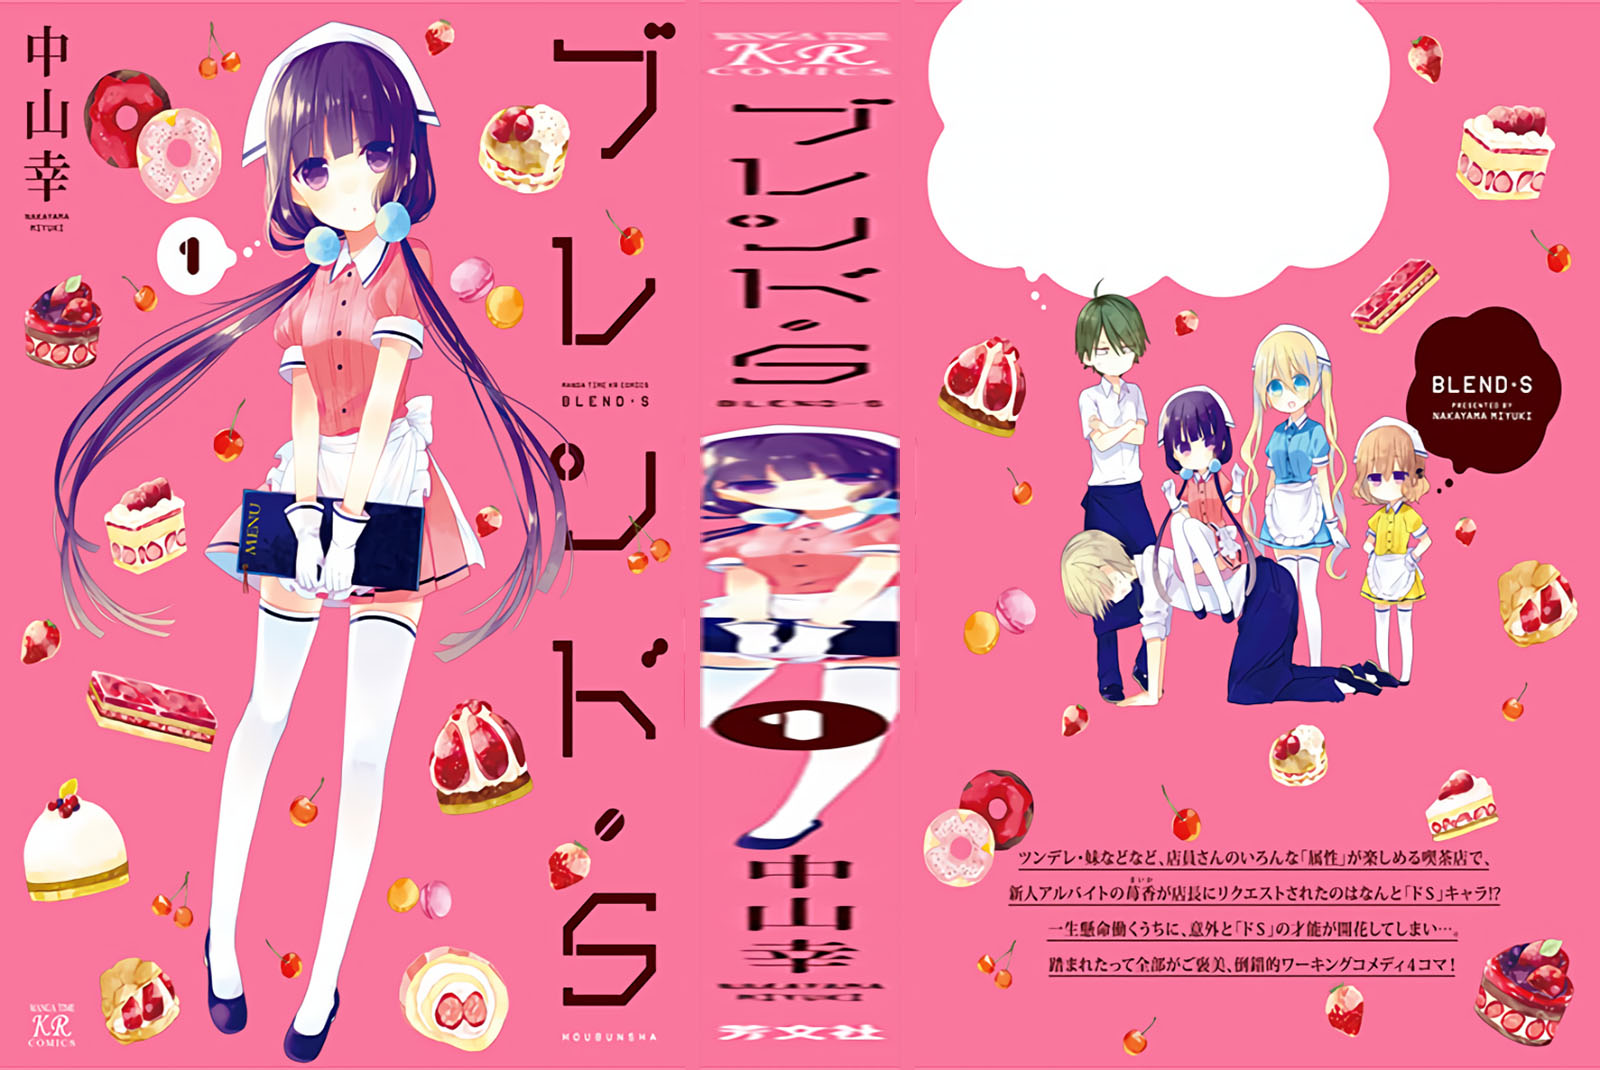 中山幸
NAKAYAMA
MIYUKI
1
ブレンド・S
MANGA TIME KR COMICS
BLEND・S
MENU
HOUBUNSHA
MANGA TIME
KR
COMICS
MANGA TIME
KR
COMICS
ブレンド・S
BLEND・S
1
中山幸
NAKAYAMA
MIYUKI
芳文社
BLEND・S
PRESENTED BY
NAKAYAMA MIYUKI
ツンデレ・妹などなど、店員さんのいろんな「属性」が楽しめる喫茶店で、
まいか
新人アルバイトの苺香が店長にリクエストされたのはなんと「ドS」キャラ!?
一生懸命働くうちに、意外と「ドS」の才能が開花してしまい…。
踏まれたって全部がご褒美、倒錯的ワーキングコメディ4コマ!